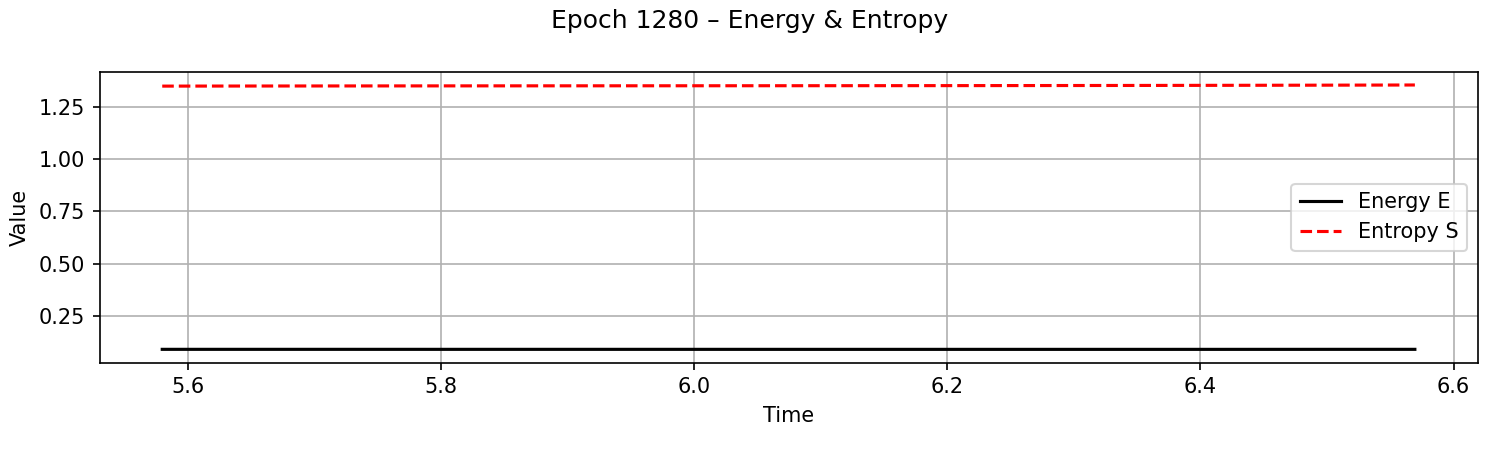 Epoch 1280 – Energy & Entropy
1.25
1.00
0.75
0.50
0.25
Value
Energy E
Entropy S
5.6 5.8 6.0 6.2 6.4 6.6
Time